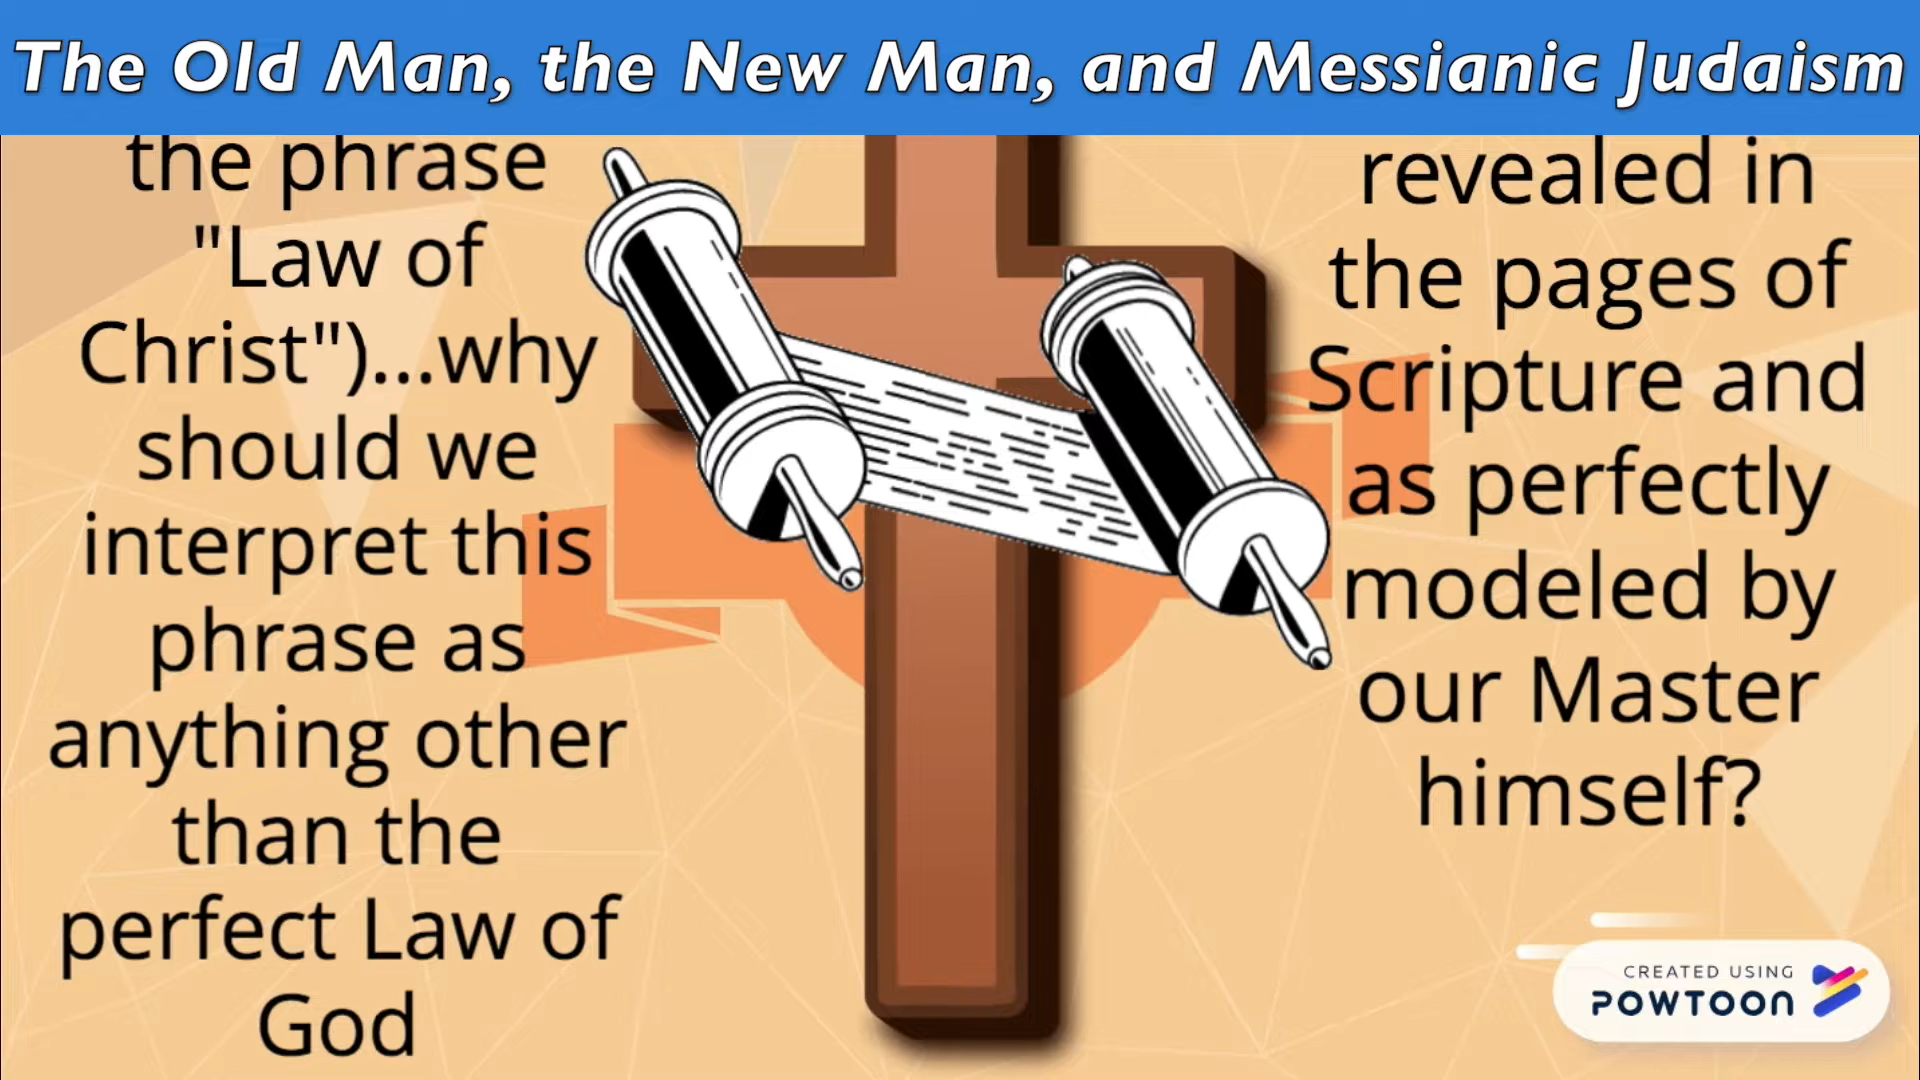 The Old Man, the New Man, and Messianic Judaism
the phrase
"Law of
Christ")...why
should we
interpret this
phrase as
anything other
than the
perfect Law of
God
revealed in
the pages of
Scripture and
as perfectly
modeled by
our Master
himself?
CREATED USING
POWTOON